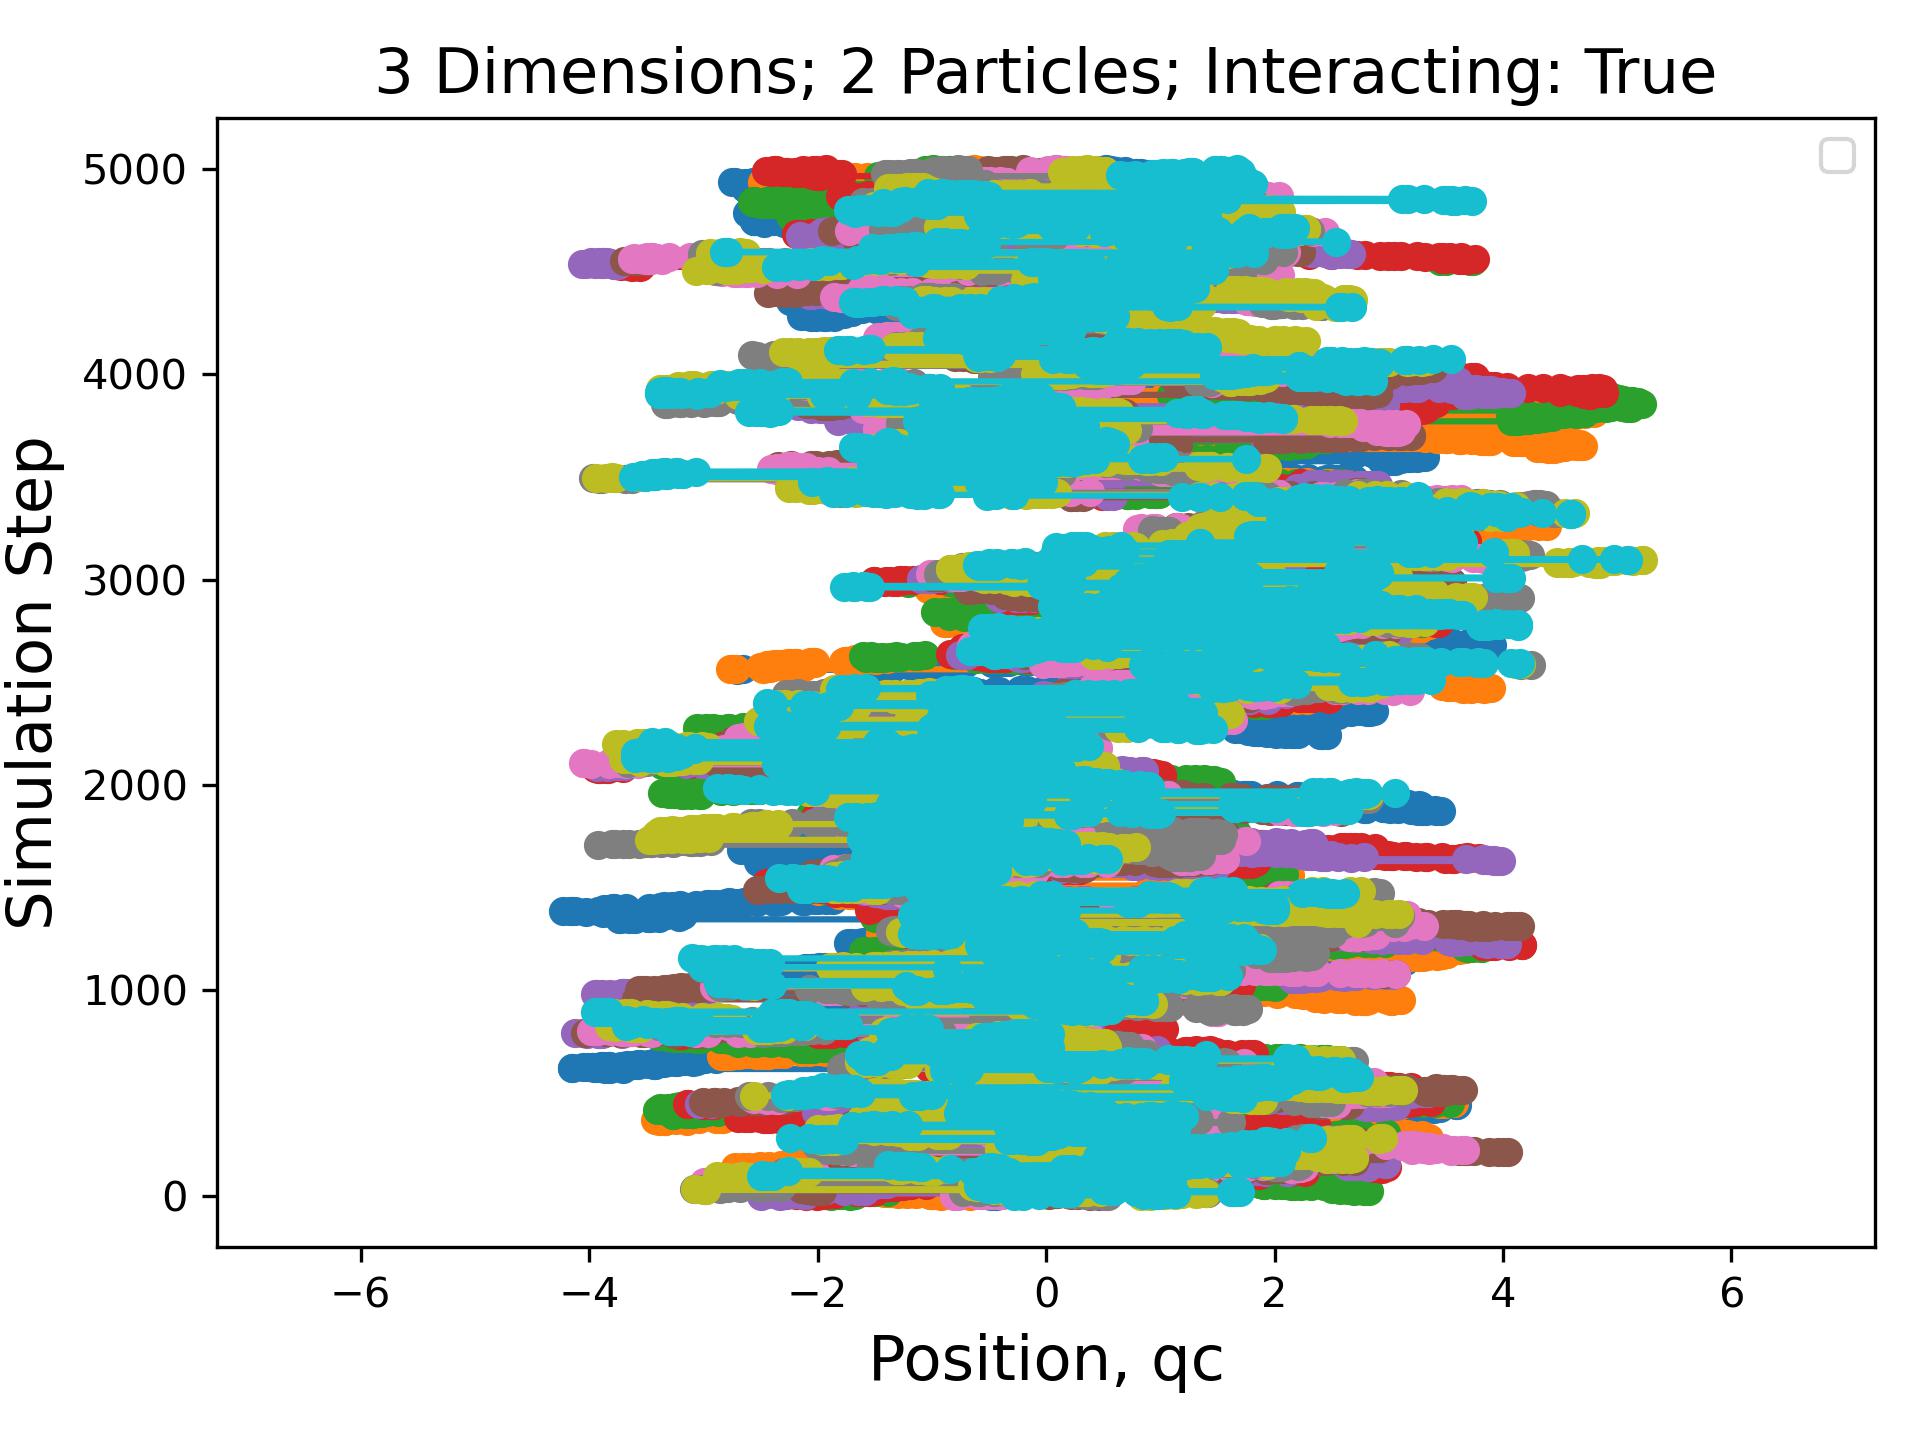 3 Dimensions; 2 Particles; Interacting: True
Simulation Step
5000
4000
3000
2000
1000
0
−6 −4 −2 0 2 4 6
Position, qc